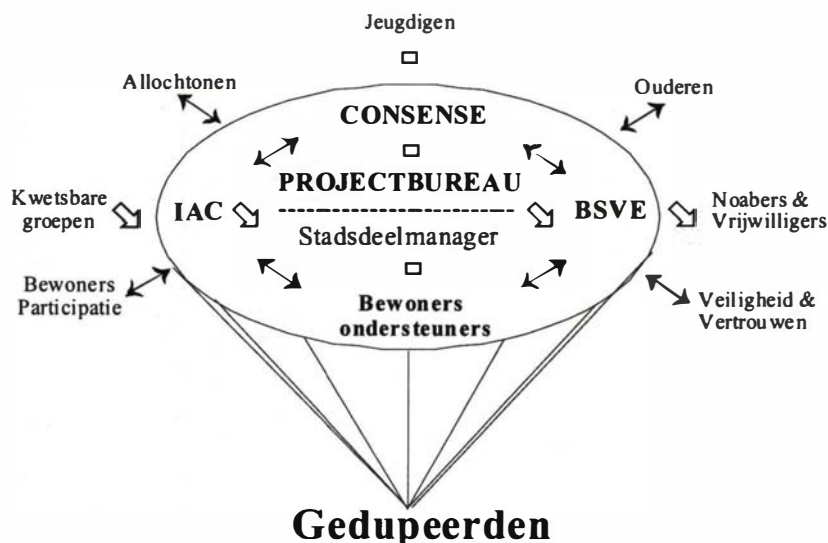 Jeugdigen
Allochtonen
Ouderen
CONSENSE
Kwetsbare
groepen
IAC
PROJECTBUREAU
Stadsdeelmanager
BSVE
Noabers &
Vrijwilligers
Bewoners
Participatie
Bewoners
ondersteuners
Veiligheid &
Vertrouwen
Gedupeerden